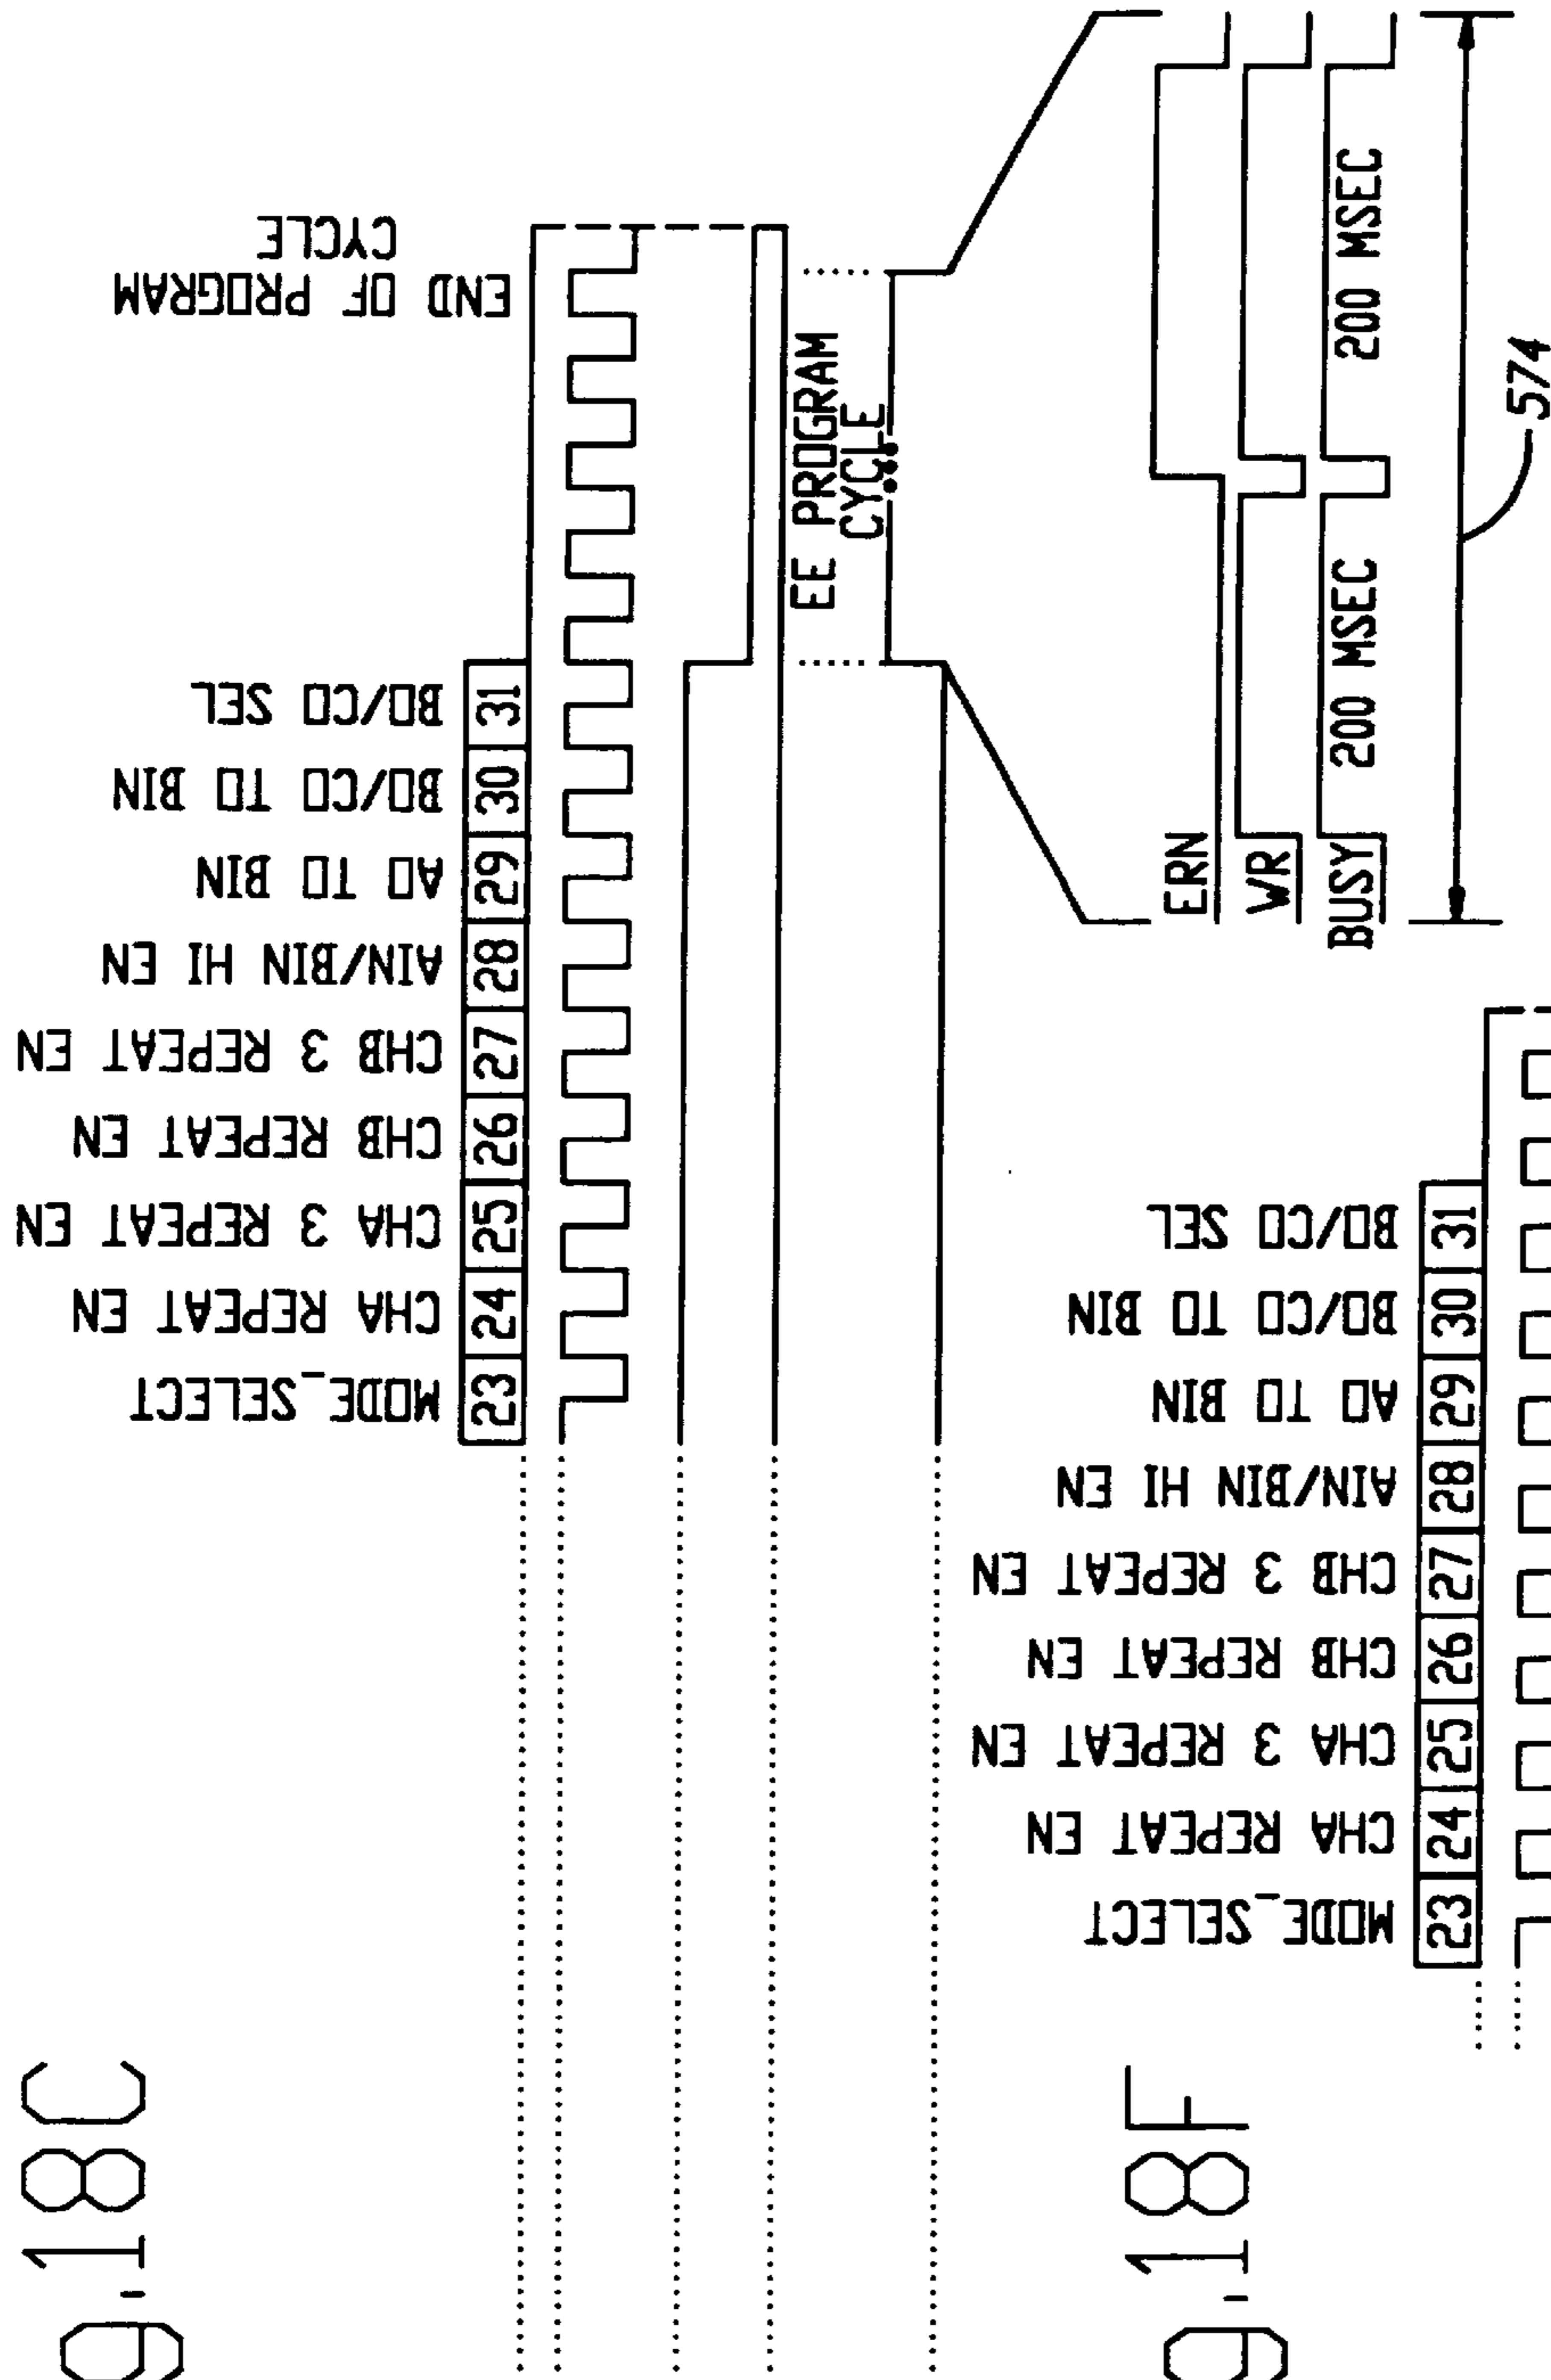 g.18C
MODE_SELECT
CHA REPEAT EN
CHA 3 REPEAT EN
CHB REPEAT EN
CHB 3 REPEAT EN
AIN/BIN HI EN
AO TO BIN
BO/CO TO BIN
BO/CO SEL
END OF PROGRAM
CYCLE
23 24 25 26 27 28 29 30 31
EE PROGRAM
CYCLE
ERN
WR
BUSY 200 MSEC 200 MSEC
574
g.18F
MODE_SELECT
CHA REPEAT EN
CHA 3 REPEAT EN
CHB REPEAT EN
CHB 3 REPEAT EN
AIN/BIN HI EN
AO TO BIN
BO/CO TO BIN
BO/CO SEL
23 24 25 26 27 28 29 30 31